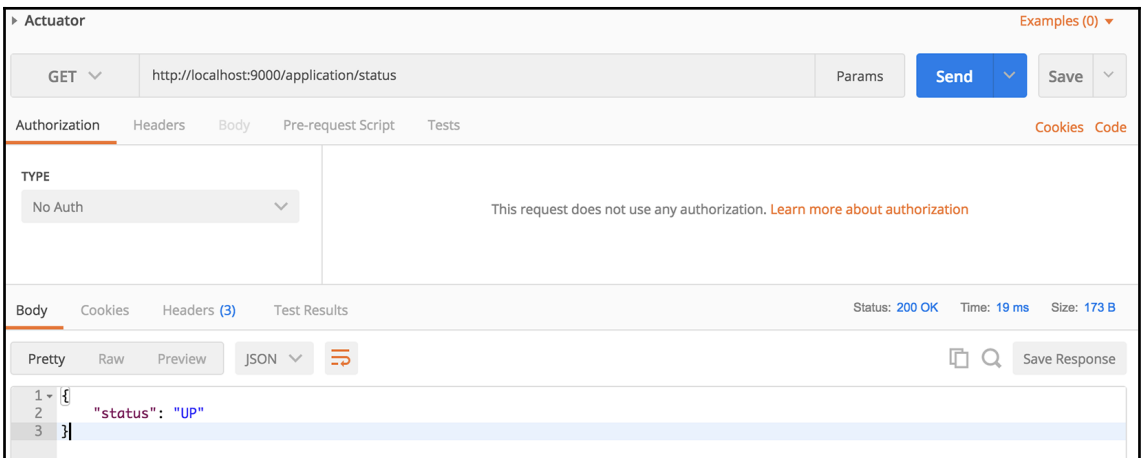 Actuator Examples (0)
GET http://localhost:9000/application/status Params Send Save
Authorization Headers Body Pre-request Script Tests Cookies Code
TYPE
No Auth
This request does not use any authorization. Learn more about authorization
Body Cookies Headers (3) Test Results Status: 200 OK Time: 19 ms Size: 173 B
Pretty Raw Preview JSON Save Response
1 {
2 "status": "UP"
3 }